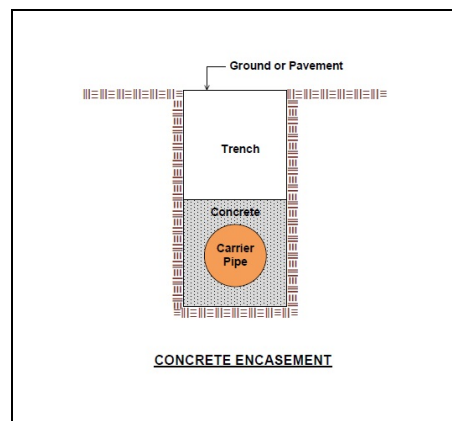 Ground or Pavement
Trench
Concrete
Carrier
Pipe
CONCRETE ENCASEMENT